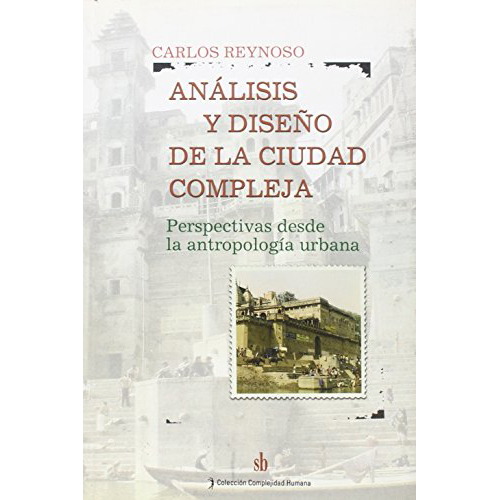 CARLOS REYNOSO
ANÁLISIS
Y DISEÑO
DE LA CIUDAD
COMPLEJA
Perspectivas desde
la antropología urbana
sb
Colección Complejidad Humana